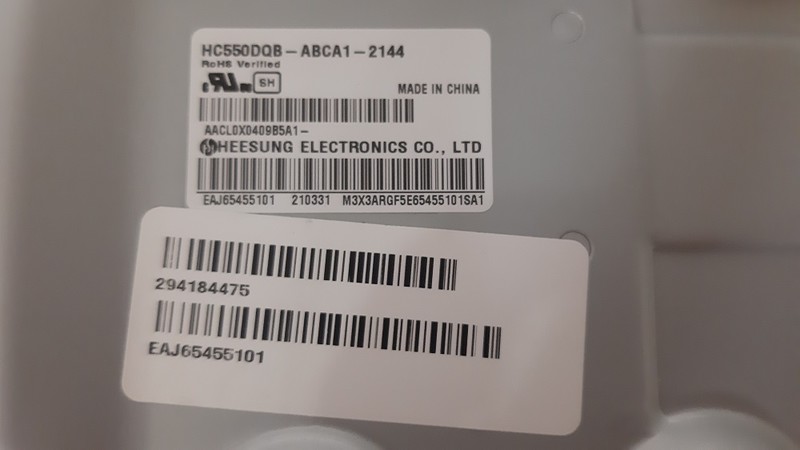 HC550DQB-ABCA1-2144
RoHS Verified
SH
MADE IN CHINA
AACL0X0409B5A1-
HEESUNG ELECTRONICS CO., LTD
EAJ65455101 210331 M3X3ARGF5E65455101SA1
294184475
EAJ65455101